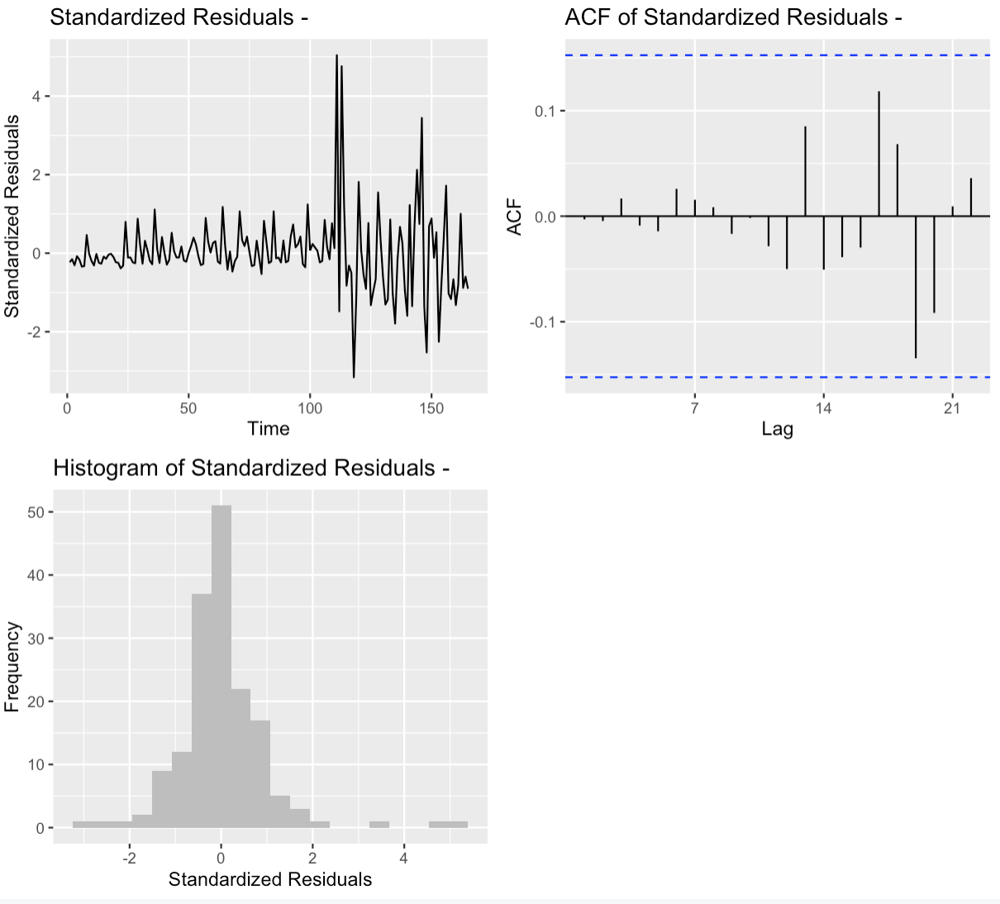 Standardized Residuals -
Standardized Residuals
4
2
0
-2
0
50
100
150
Time
ACF of Standardized Residuals -
ACF
0.1
0.0
-0.1
7
14
21
Lag
Histogram of Standardized Residuals -
Frequency
50
40
30
20
10
0
-2
0
2
4
Standardized Residuals